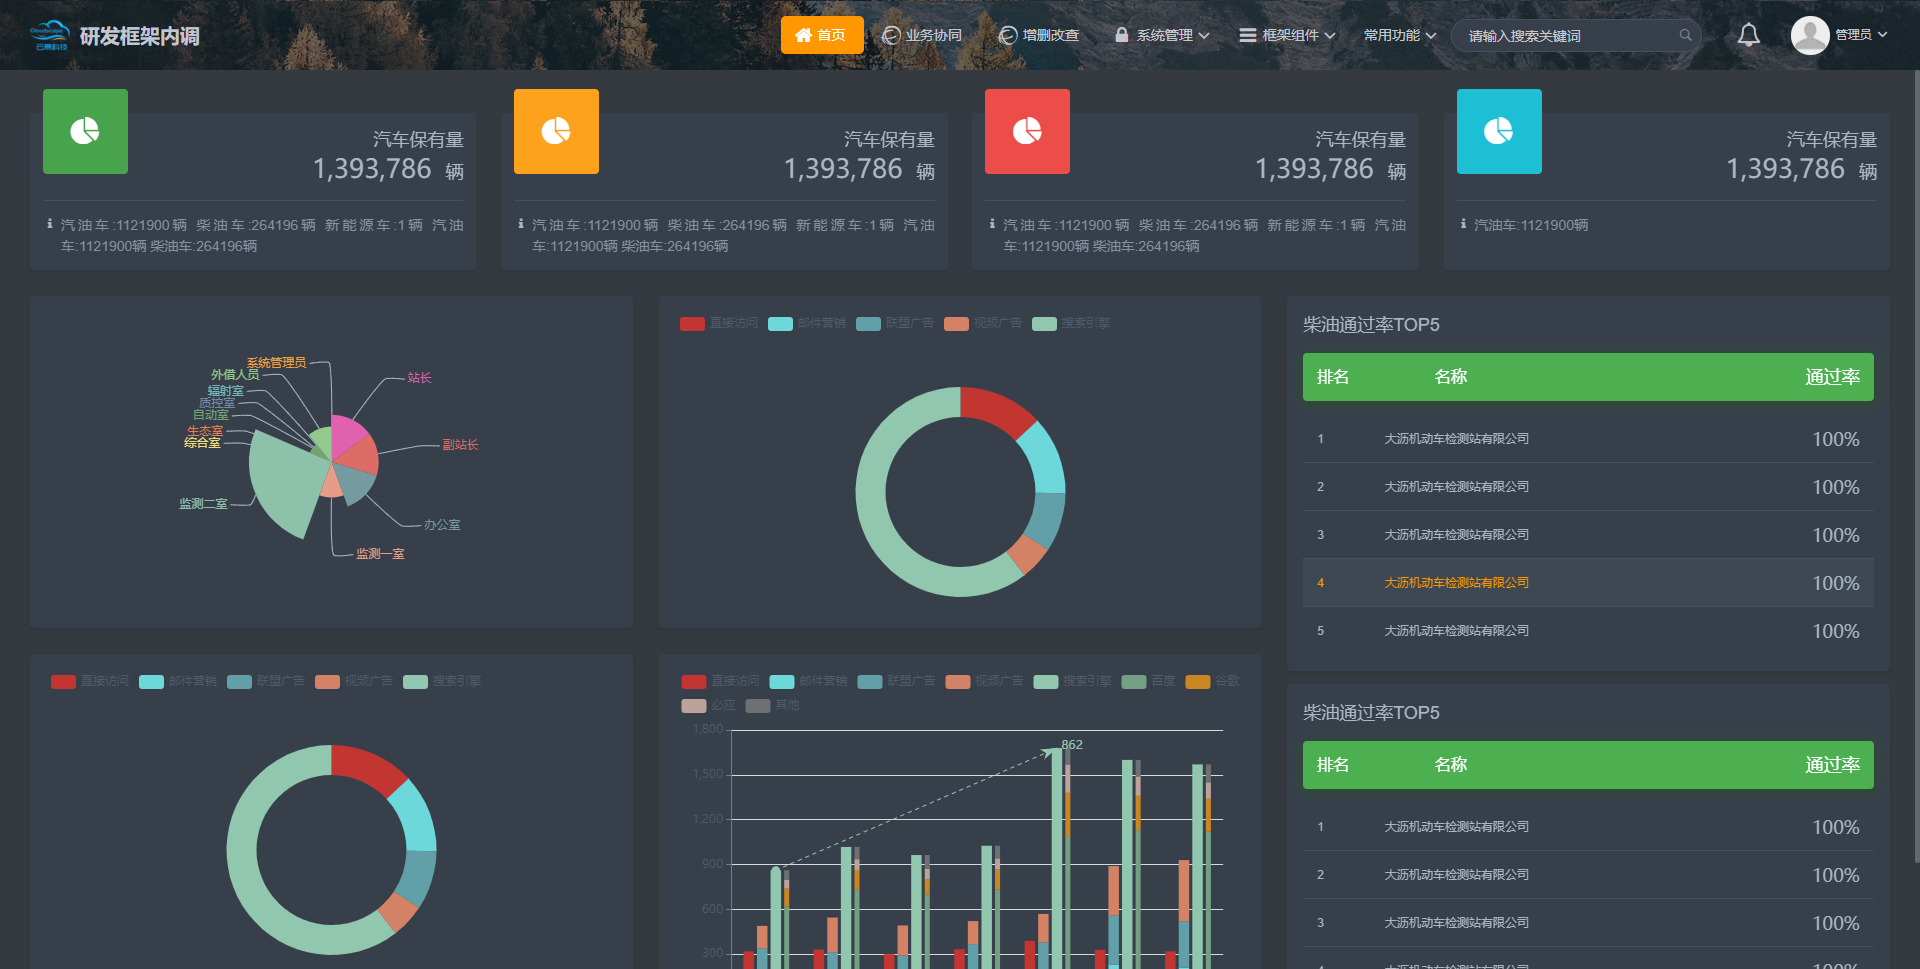 Cloudscape
云景科技
研发框架内调
首页
业务协同
增删改查
系统管理
框架组件
常用功能
请输入搜索关键词
管理员
汽车保有量
1,393,786 辆
汽油车:1121900辆 柴油车:264196辆 新能源车:1辆 汽油
车:1121900辆 柴油车:264196辆
汽车保有量
1,393,786 辆
汽油车:1121900辆 柴油车:264196辆 新能源车:1辆 汽油
车:1121900辆 柴油车:264196辆
汽车保有量
1,393,786 辆
汽油车:1121900辆 柴油车:264196辆 新能源车:1辆 汽油
车:1121900辆 柴油车:264196辆
汽车保有量
1,393,786 辆
汽油车:1121900辆
系统管理员
外借人员
辐射室
质控室
自动室
生态室
综合室
监测二室
站长
副站长
办公室
监测一室
直接访问 邮件营销 联盟广告 视频广告 搜索引擎
柴油通过率TOP5
排名 名称 通过率
1 大沥机动车检测站有限公司 100%
2 大沥机动车检测站有限公司 100%
3 大沥机动车检测站有限公司 100%
4 大沥机动车检测站有限公司 100%
5 大沥机动车检测站有限公司 100%
直接访问 邮件营销 联盟广告 视频广告 搜索引擎
直接访问 邮件营销 联盟广告 视频广告 搜索引擎 百度 谷歌
必应 其他
1,800
1,500
1,200
900
600
300
862
柴油通过率TOP5
排名 名称 通过率
1 大沥机动车检测站有限公司 100%
2 大沥机动车检测站有限公司 100%
3 大沥机动车检测站有限公司 100%